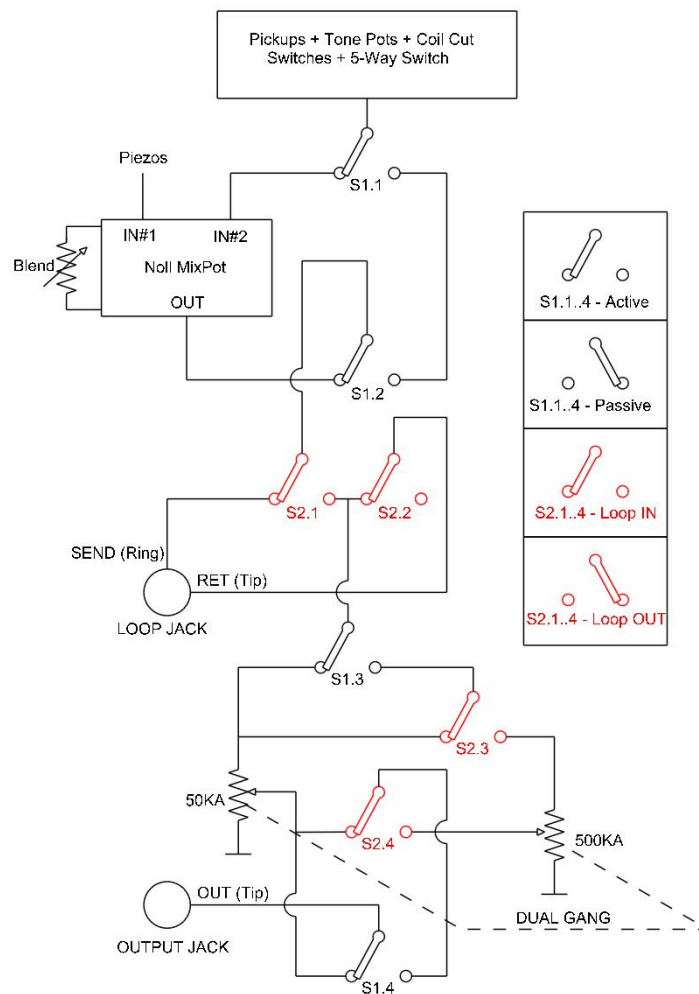 Pickups + Tone Pots + Coil Cut
Switches + 5-Way Switch
S1.1
Piezos
IN#1
IN#2
Noll MixPot
Blend
OUT
S1.2
S1.1..4 - Active
S1.1..4 - Passive
S2.1..4 - Loop IN
S2.1..4 - Loop OUT
S2.1
S2.2
SEND (Ring)
RET (Tip)
LOOP JACK
S1.3
S2.3
50KA
S2.4
500KA
OUT (Tip)
DUAL GANG
OUTPUT JACK
S1.4